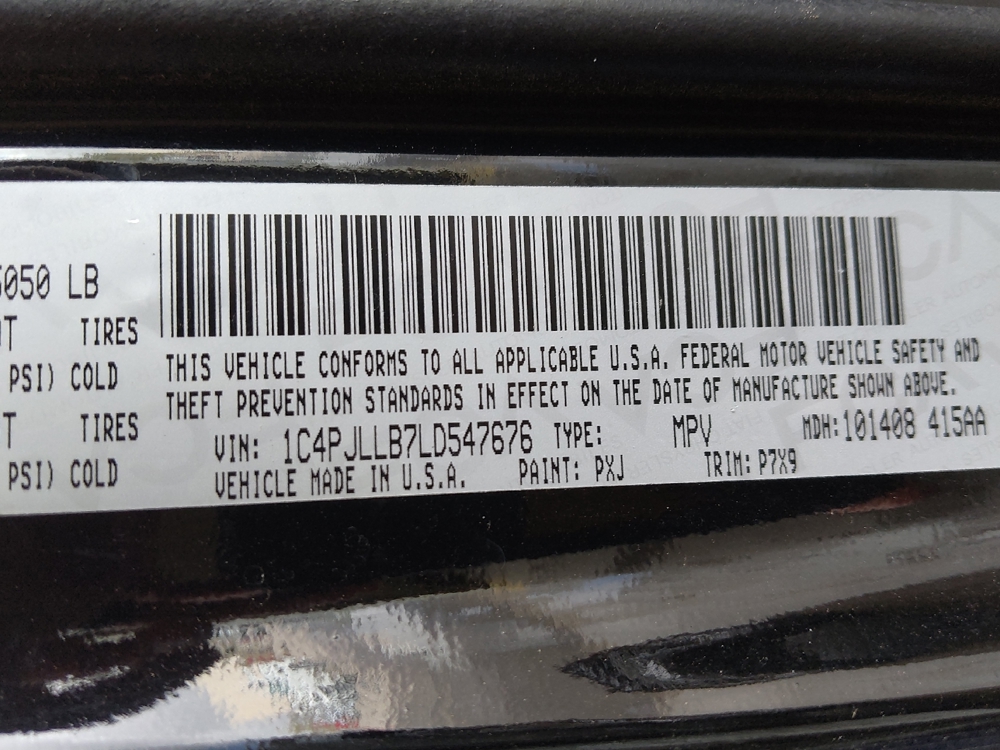 5050 LB
TIRES
PSI) COLD
TIRES
PSI) COLD
THIS VEHICLE CONFORMS TO ALL APPLICABLE U.S.A. FEDERAL MOTOR VEHICLE SAFETY AND
THEFT PREVENTION STANDARDS IN EFFECT ON THE DATE OF MANUFACTURE SHOWN ABOVE.
VIN: 1C4PJLLB7LD547676 TYPE: MPV MDH:101408 415AA
VEHICLE MADE IN U.S.A. PAINT: PXJ TRIM: P7X9